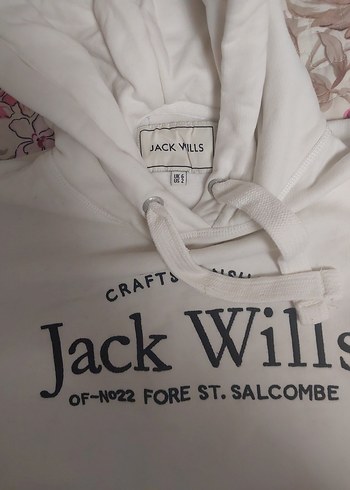 JACK WILLS
UK 6
US 2
Jack Wills
OF-No22 FORE ST. SALCOMBE